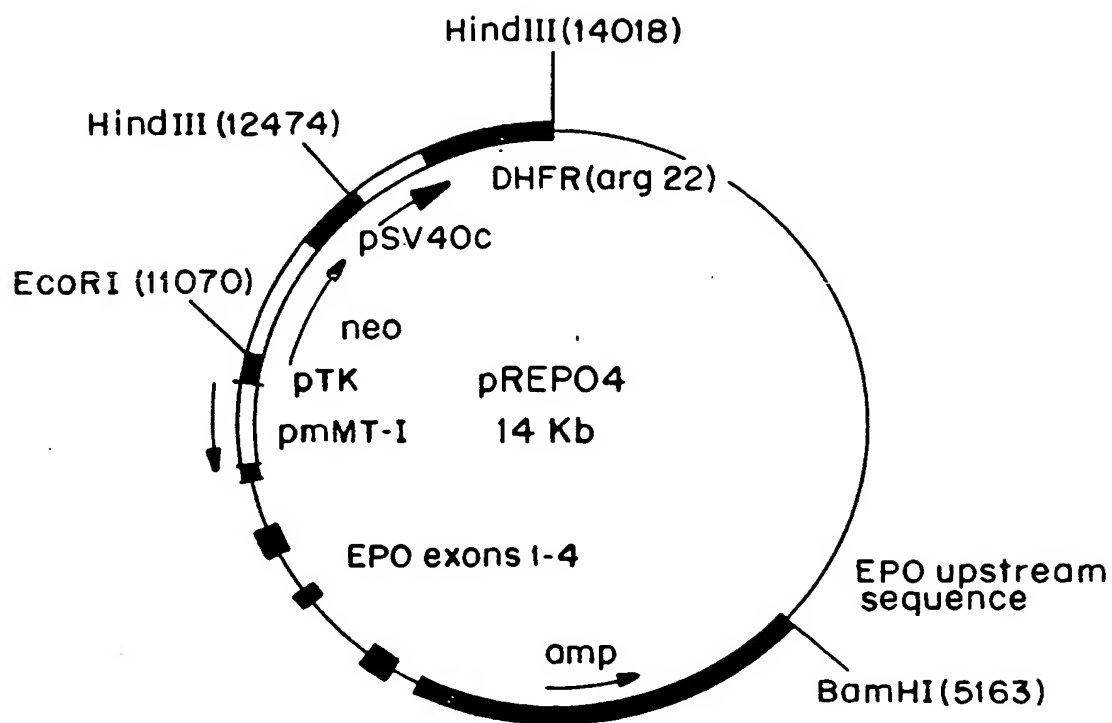 HindIII (14018)
HindIII (12474)
DHFR (arg 22)
pSV40c
EcoRI (11070)
neo
pTK
pREPO4
pmMT-I
14 Kb
EPO exons 1-4
EPO upstream
sequence
amp
BamHI (5163)